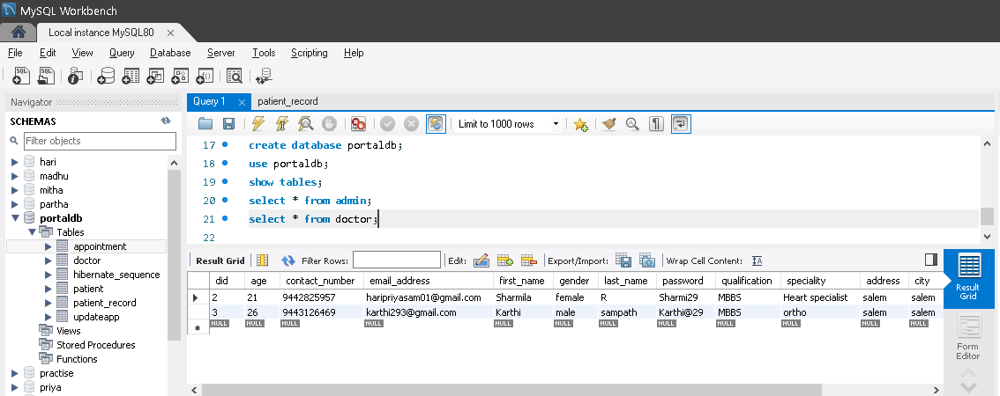 MySQL Workbench
Local instance MySQL80
File Edit View Query Database Server Tools Scripting Help
Navigator
SCHEMAS
Filter objects
hari
madhu
mitha
partha
portaldb
Tables
appointment
doctor
hibernate_sequence
patient
patient_record
updateapp
Views
Stored Procedures
Functions
practise
priya
Query 1 patient_record
Limit to 1000 rows
17 create database portaldb;
18 use portaldb;
19 show tables;
20 select * from admin;
21 select * from doctor;
22
Result Grid Filter Rows: Edit: Export/Import: Wrap Cell Content:
did age contact_number email_address first_name gender last_name password qualification speciality address city
2 21 9442825957 haripriyasam01@gmail.com Sharmila female R Sharmi29 MBBS Heart specialist salem salem
3 26 9443126469 karthi293@gmail.com Karthi male sampath Karthi@29 MBBS ortho salem salem
NULL NULL NULL NULL NULL NULL NULL NULL NULL NULL NULL NULL
Result
Grid
Form
Editor